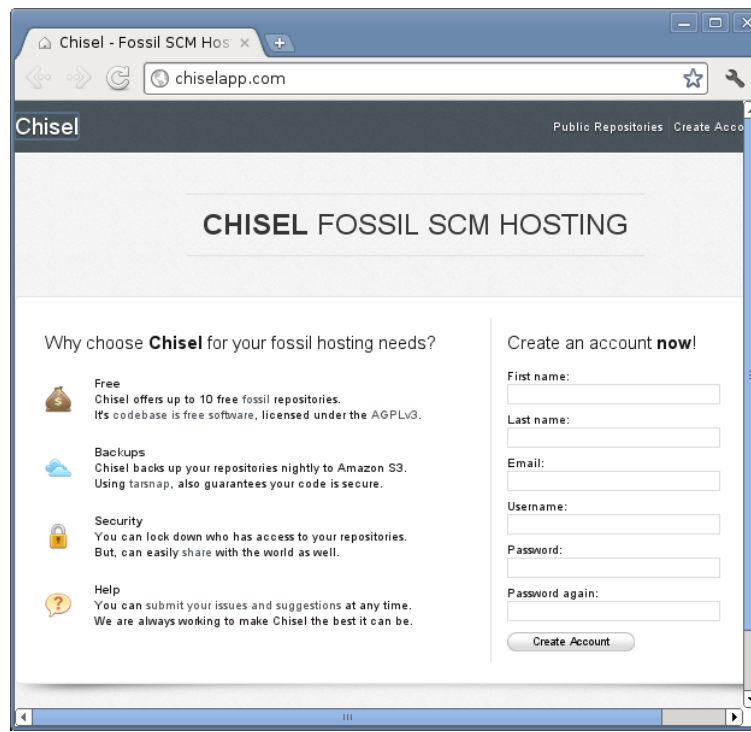 Chisel - Fossil SCM Hos
chiselapp.com
Chisel
Public Repositories Create Acco
CHISEL FOSSIL SCM HOSTING
Why choose Chisel for your fossil hosting needs?
Free
Chisel offers up to 10 free fossil repositories.
It's codebase is free software, licensed under the AGPLv3.
Backups
Chisel backs up your repositories nightly to Amazon S3.
Using tarsnap, also guarantees your code is secure.
Security
You can lock down who has access to your repositories.
But, can easily share with the world as well.
Help
You can submit your issues and suggestions at any time.
We are always working to make Chisel the best it can be.
Create an account now!
First name:
Last name:
Email:
Username:
Password:
Password again:
Create Account